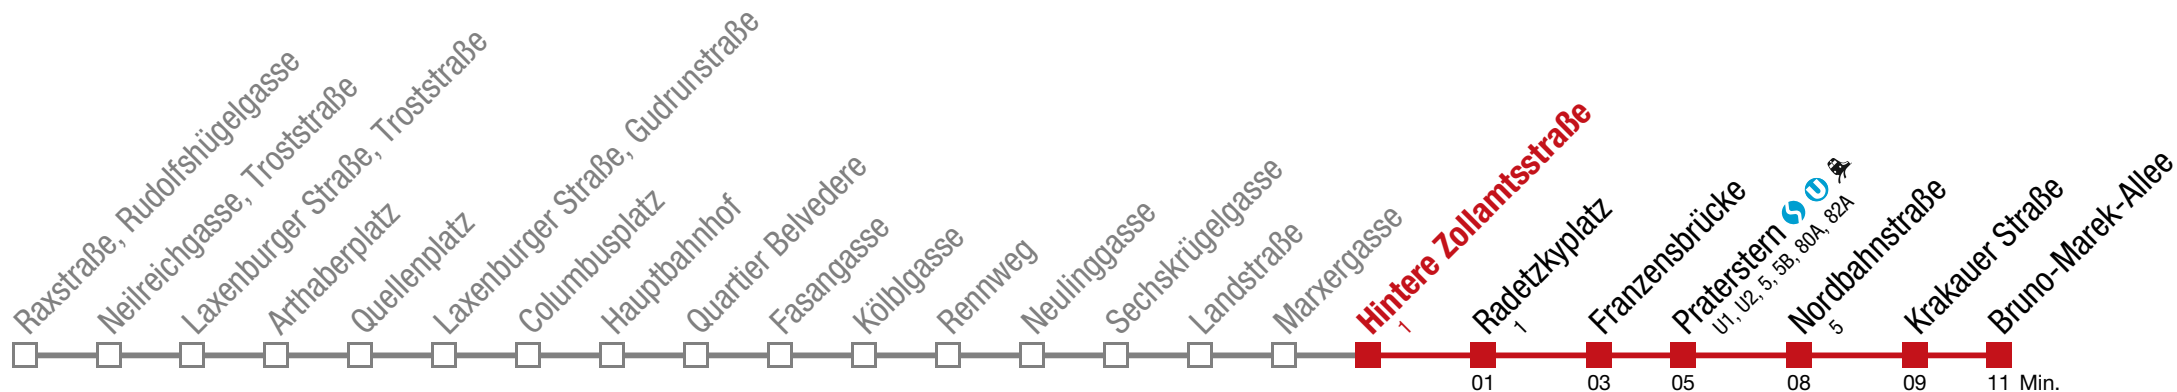 Raxstraße, Rudolfshügelgasse
Neilreichgasse, Troststraße
Laxenburger Straße, Troststraße
Arthaberplatz
Quellenplatz
Laxenburger Straße, Gudrunstraße
Columbusplatz
Hauptbahnhof
Quartier Belvedere
Fasangasse
Kölblgasse
Rennweg
Neulinggasse
Sechskrügelgasse
Landstraße
Marxergasse
Hintere Zollamtsstraße
1
Radetzkyplatz
1
Franzensbrücke
Praterstern
U1, U2, 5, 5B, 80A, 82A
Nordbahnstraße
5
Krakauer Straße
Bruno-Marek-Allee
01 03 05 08 09 11 Min.